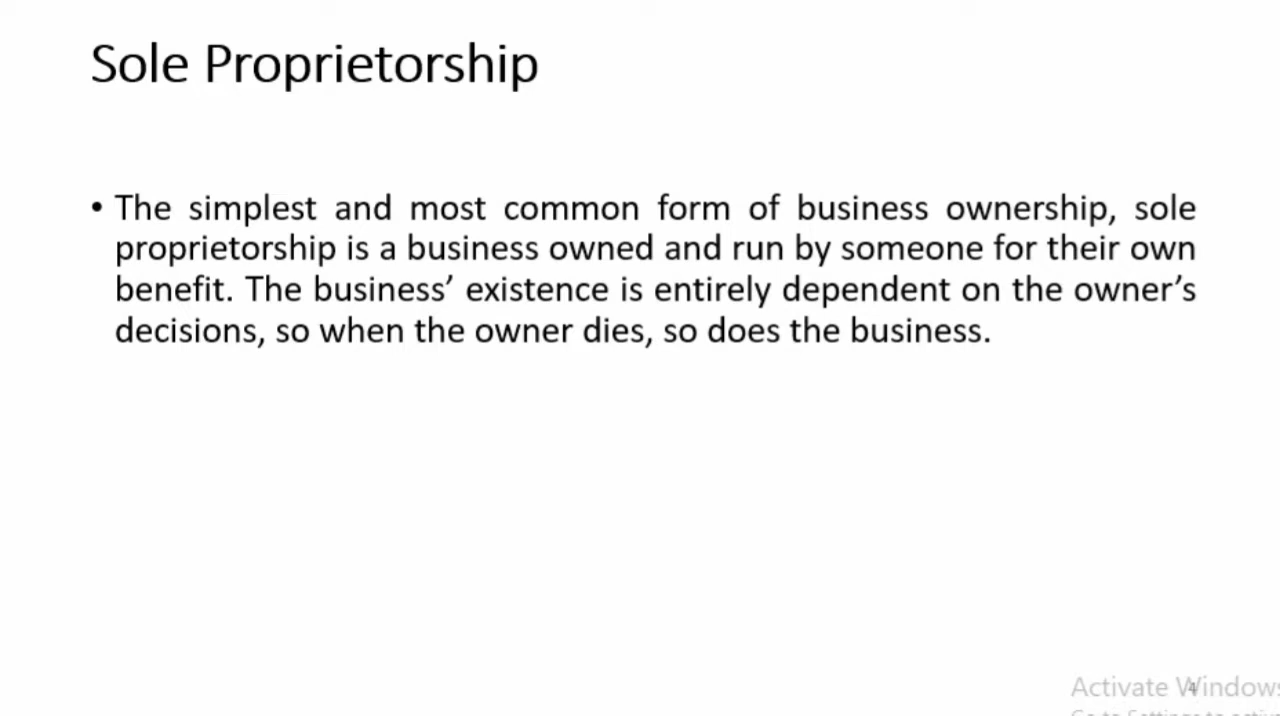 Sole Proprietorship
• The simplest and most common form of business ownership, sole
proprietorship is a business owned and run by someone for their own
benefit. The business’ existence is entirely dependent on the owner’s
decisions, so when the owner dies, so does the business.
Activate Windows
4